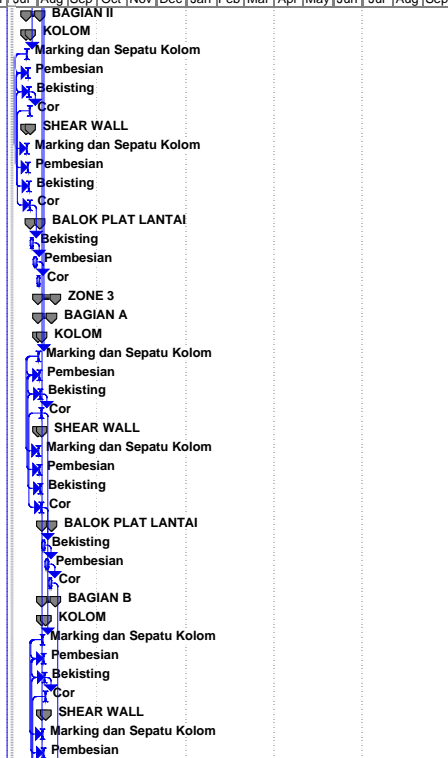 Jul Aug Sep Oct Nov Dec Jan Feb Mar Apr May Jun Jul Aug Sep
BAGIAN II
KOLOM
Marking dan Sepatu Kolom
Pembesian
Bekisting
Cor
SHEAR WALL
Marking dan Sepatu Kolom
Pembesian
Bekisting
Cor
BALOK PLAT LANTAI
Bekisting
Pembesian
Cor
ZONE 3
BAGIAN A
KOLOM
Marking dan Sepatu Kolom
Pembesian
Bekisting
Cor
SHEAR WALL
Marking dan Sepatu Kolom
Pembesian
Bekisting
Cor
BALOK PLAT LANTAI
Bekisting
Pembesian
Cor
BAGIAN B
KOLOM
Marking dan Sepatu Kolom
Pembesian
Bekisting
Cor
SHEAR WALL
Marking dan Sepatu Kolom
Pembesian